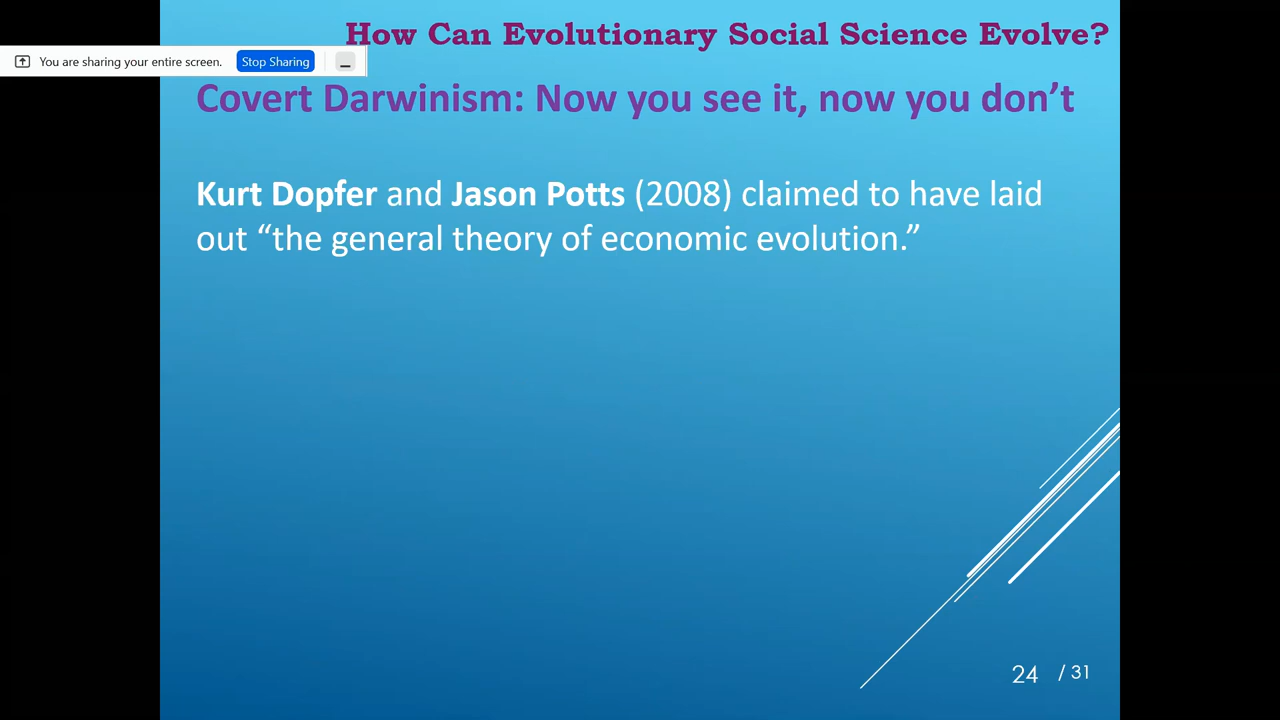 How Can Evolutionary Social Science Evolve?
You are sharing your entire screen. Stop Sharing
Covert Darwinism: Now you see it, now you don’t
Kurt Dopfer and Jason Potts (2008) claimed to have laid
out “the general theory of economic evolution.”
24 / 31